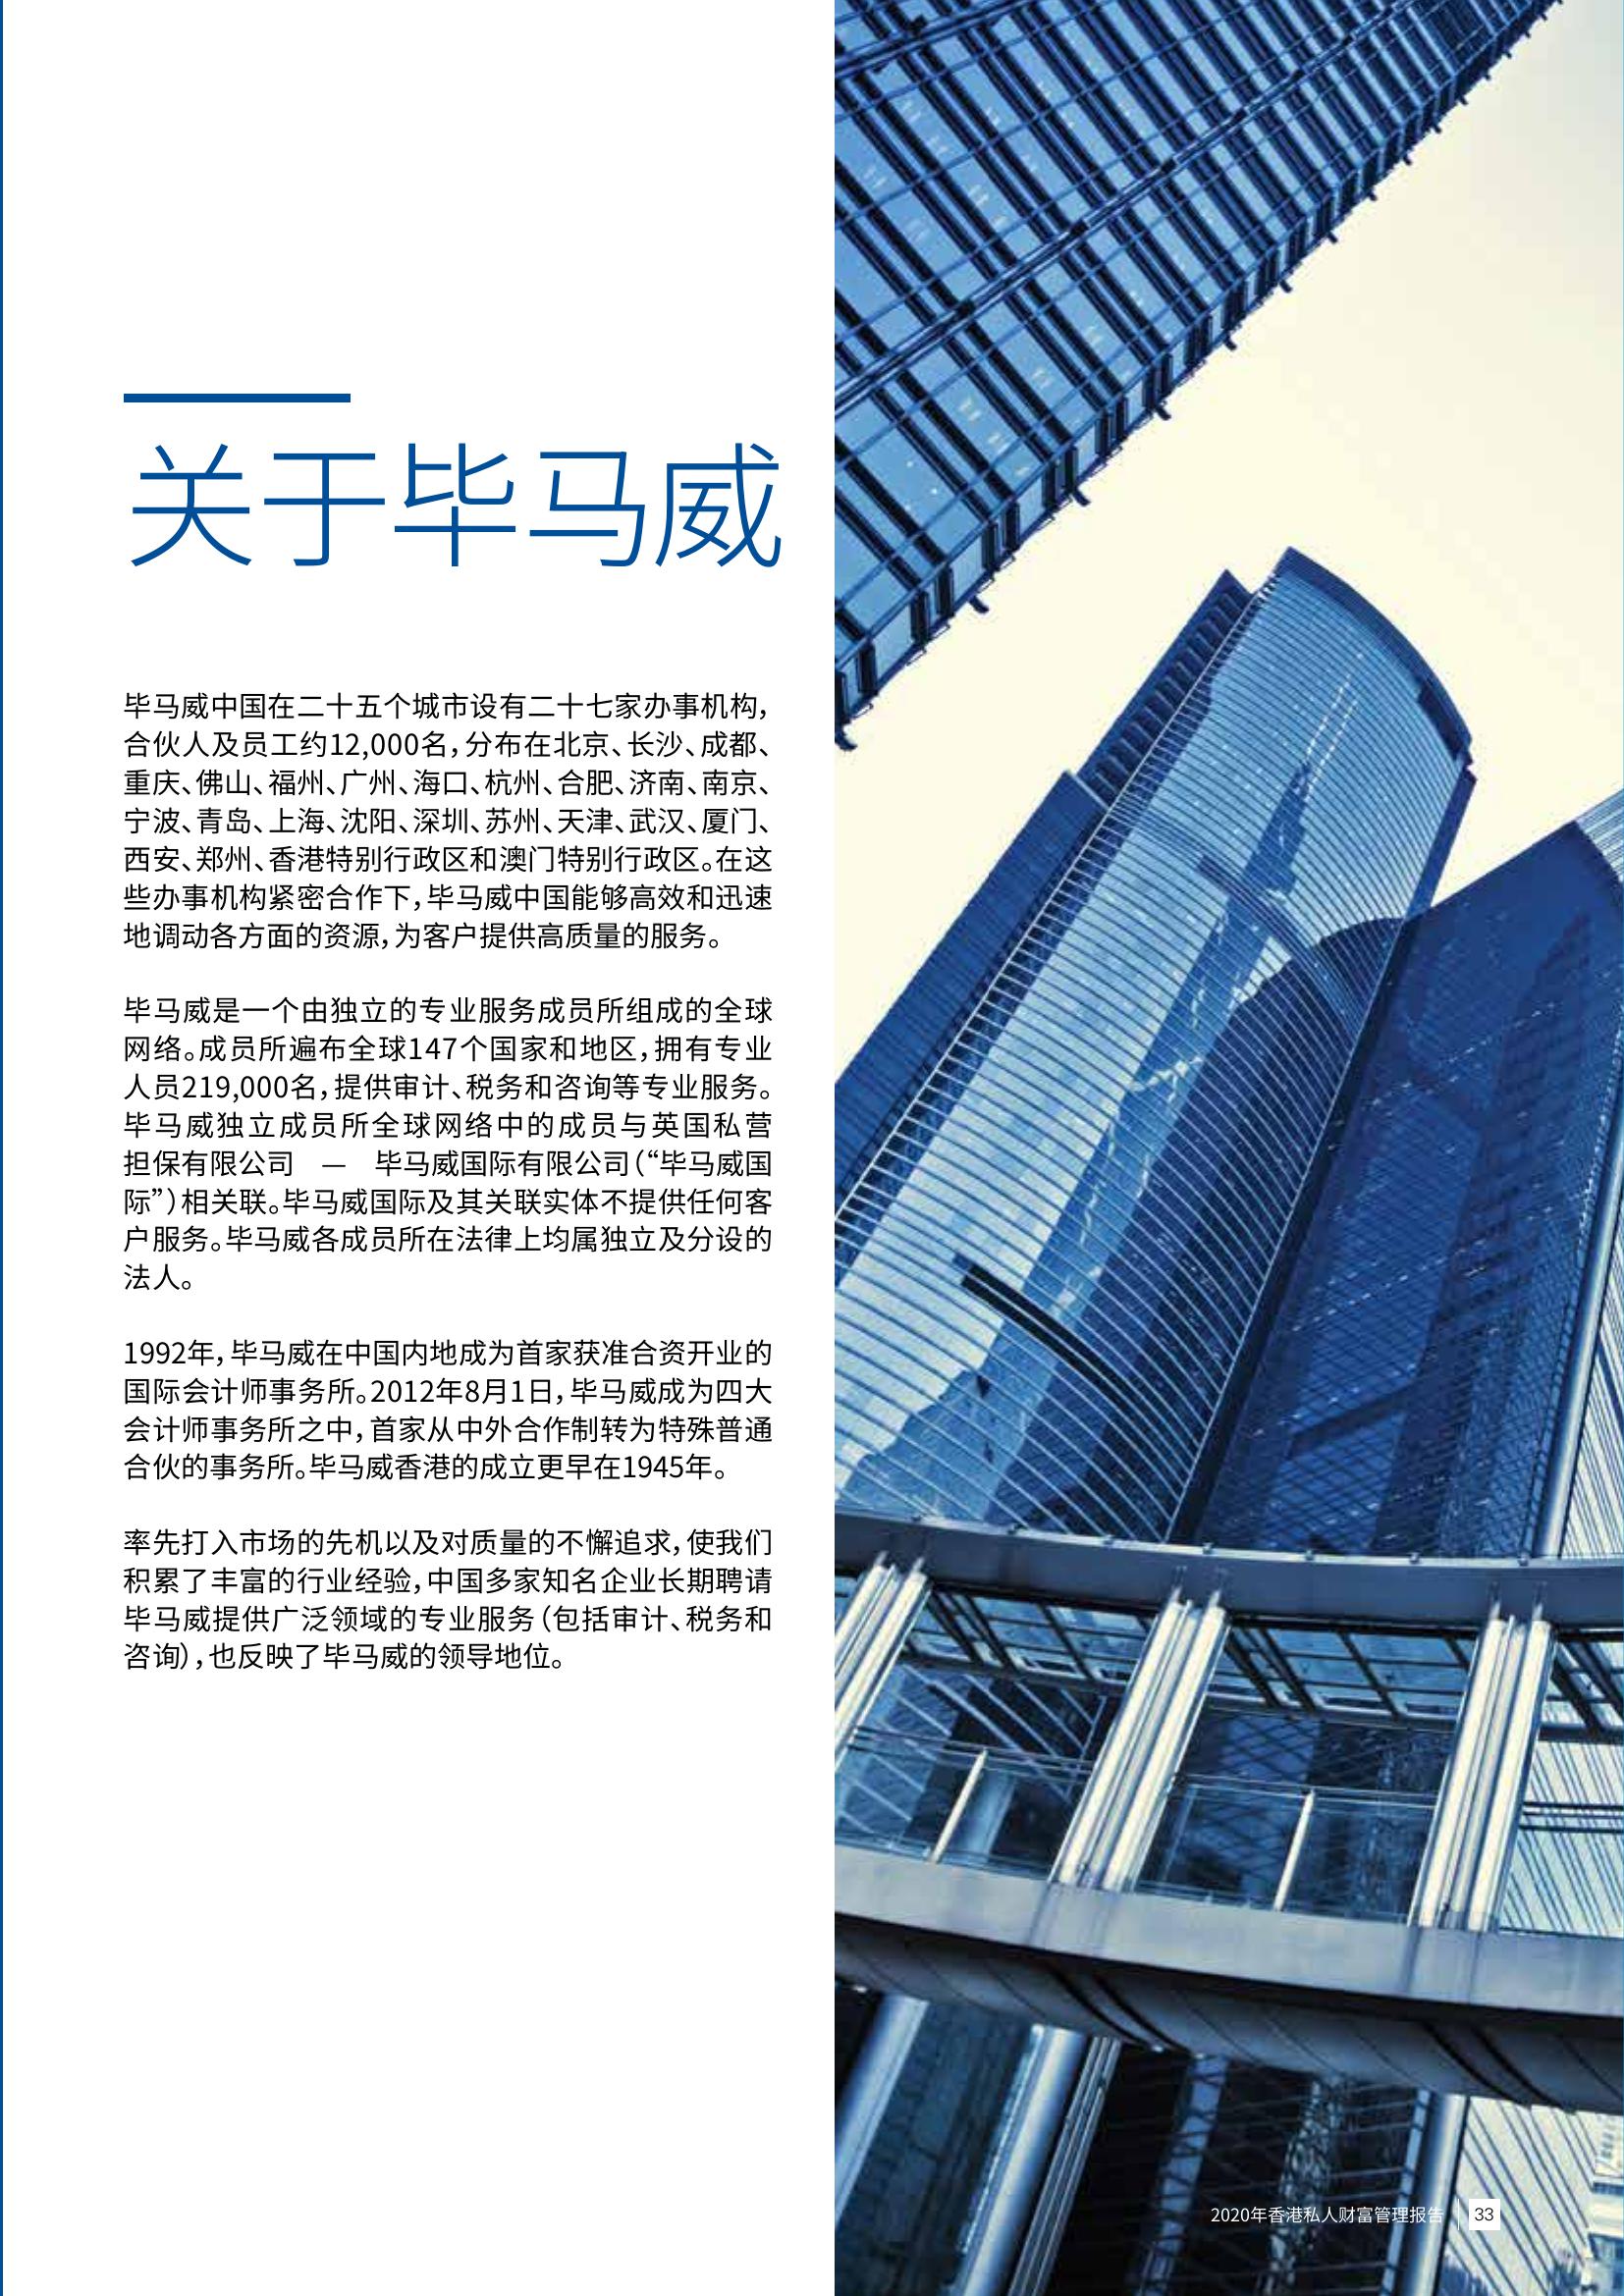 关于毕马威
毕马威中国在二十五个城市设有二十七家办事机构，
合伙人及员工约12,000名，分布在北京、长沙、成都、
重庆、佛山、福州、广州、海口、杭州、合肥、济南、南京、
宁波、青岛、上海、沈阳、深圳、苏州、天津、武汉、厦门、
西安、郑州、香港特别行政区和澳门特别行政区。在这
些办事机构紧密合作下，毕马威中国能够高效和迅速
地调动各方面的资源，为客户提供高质量的服务。
毕马威是一个由独立的专业服务成员所组成的全球
网络。成员所遍布全球147个国家和地区，拥有专业
人员219,000名，提供审计、税务和咨询等专业服务。
毕马威独立成员所全球网络中的成员与英国私营
担保有限公司 — 毕马威国际有限公司（“毕马威国
际”）相关联。毕马威国际及其关联实体不提供任何客
户服务。毕马威各成员所在法律上均属独立及分设的
法人。
1992年，毕马威在中国内地成为首家获准合资开业的
国际会计师事务所。2012年8月1日，毕马威成为四大
会计师事务所之中，首家从中外合作制转为特殊普通
合伙的事务所。毕马威香港的成立更早在1945年。
率先打入市场的先机以及对质量的不懈追求，使我们
积累了丰富的行业经验，中国多家知名企业长期聘请
毕马威提供广泛领域的专业服务（包括审计、税务和
咨询），也反映了毕马威的领导地位。
2020年香港私人财富管理报告 33